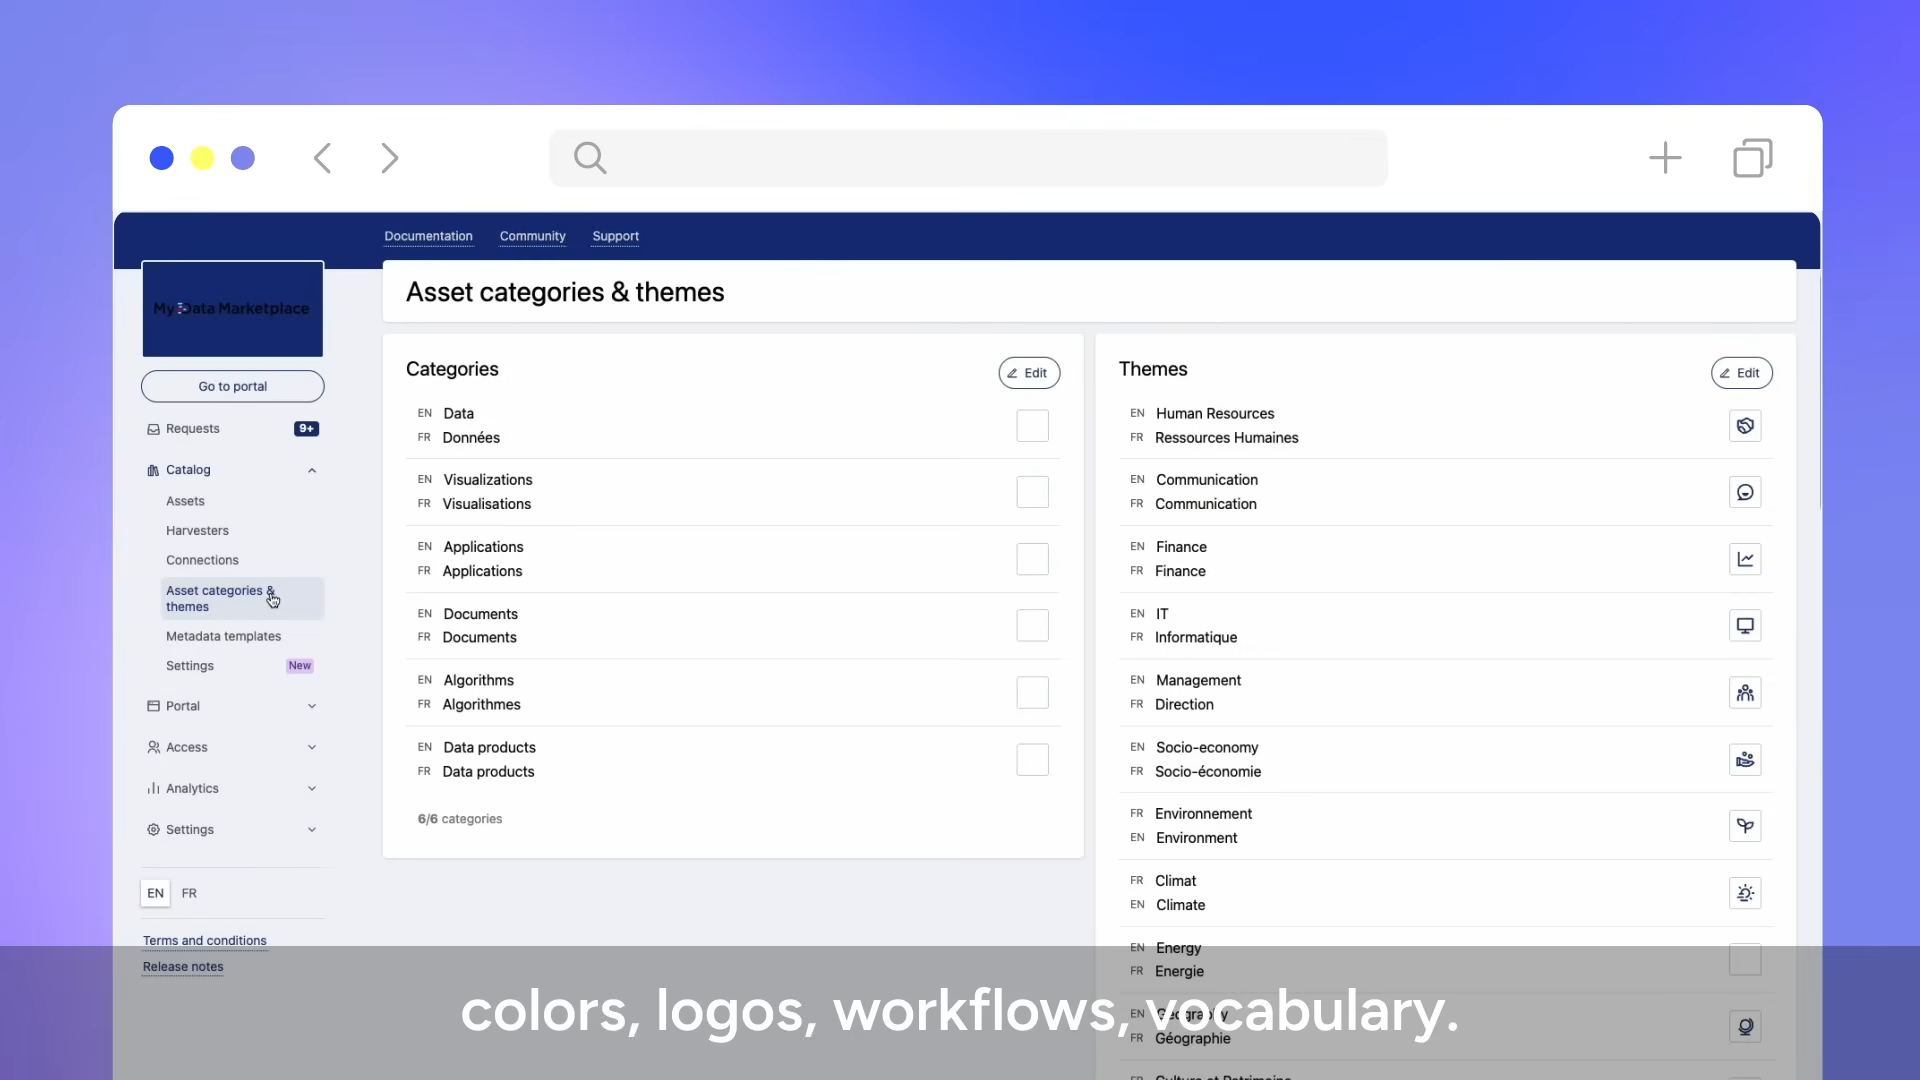 Documentation
Community
Support
My Data Marketplace
Go to portal
Requests
9+
Catalog
Assets
Harvesters
Connections
Asset categories &
themes
Metadata templates
Settings
New
Portal
Access
Analytics
Settings
EN
FR
Terms and conditions
Release notes
Asset categories & themes
Categories
Edit
EN Data
FR Données
EN Visualizations
FR Visualisations
EN Applications
FR Applications
EN Documents
FR Documents
EN Algorithms
FR Algorithmes
EN Data products
FR Data products
6/6 categories
Themes
Edit
EN Human Resources
FR Ressources Humaines
EN Communication
FR Communication
EN Finance
FR Finance
EN IT
FR Informatique
EN Management
FR Direction
EN Socio-economy
FR Socio-économie
FR Environnement
EN Environment
FR Climat
EN Climate
EN Energy
FR Energie
EN Geography
FR Géographie
FR Culture et Patrimoine
colors, logos, workflows, vocabulary.